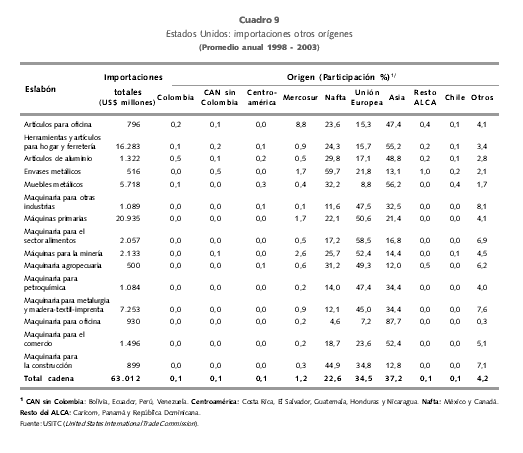 Cuadro 9
Estados Unidos: importaciones otros orígenes
(Promedio anual 1998 - 2003)
Eslabón Importaciones totales (US$ millones) Origen (Participación %)1/
Colombia CAN sin Colombia Centro-américa Mercosur Nafta Unión Europea Asia Resto ALCA Chile Otros
Artículos para oficina 796 0,2 0,1 0,0 8,8 23,6 15,3 47,4 0,4 0,1 4,1
Herramientas y artículos
para hogar y ferretería 16.283 0,1 0,2 0,1 0,9 24,3 15,7 55,2 0,2 0,1 3,4
Artículos de aluminio 1.322 0,5 0,1 0,2 0,5 29,8 17,1 48,8 0,2 0,1 2,8
Envases metálicos 516 0,0 0,5 0,0 1,7 59,7 21,8 13,1 1,0 0,2 2,1
Muebles metálicos 5.718 0,1 0,0 0,3 0,4 32,2 8,8 56,2 0,0 0,4 1,7
Maquinaria para otras
industrias 1.089 0,0 0,1 0,1 11,6 47,5 32,5 0,0 0,0 8,1
Máquinas primarias 20.935 0,0 0,0 0,0 1,7 22,1 50,6 21,4 0,0 0,0 4,1
Maquinaria para el
sector alimentos 2.057 0,0 0,0 0,0 0,5 17,2 58,5 16,8 0,0 0,0 6,9
Máquinas para la minería 2.133 0,1 0,0 0,0 2,6 25,7 52,4 14,4 0,0 0,1 4,5
Maquinaria agropecuaria 500 0,0 0,0 0,1 0,6 31,2 49,3 12,0 0,5 0,0 6,2
Maquinaria para
petroquímica 1.084 0,0 0,0 0,0 0,2 14,0 47,4 34,4 0,0 0,0 4,0
Maquinaria para metalurgia
y madera-textil-imprenta 7.253 0,0 0,0 0,0 0,9 12,1 45,0 34,4 0,0 0,0 7,6
Maquinaria para oficina 930 0,0 0,0 0,0 0,2 4,6 7,2 87,7 0,0 0,0 0,3
Maquinaria para el
comercio 1.496 0,0 0,0 0,0 0,2 18,7 23,6 52,4 0,0 0,0 5,1
Maquinaria para
la construcción 899 0,0 0,0 0,0 0,3 44,9 34,8 12,8 0,0 0,0 7,1
Total cadena 63.012 0,1 0,1 0,1 1,2 22,6 34,5 37,2 0,1 0,1 4,2
1 CAN sin Colombia: Bolivia, Ecuador, Perú, Venezuela. Centroamérica: Costa Rica, El Salvador, Guatemala, Honduras y Nicaragua. Nafta: México y Canadá.
Resto del ALCA: Caricom, Panamá y República Dominicana.
Fuente: USITC (United States International Trade Commission).